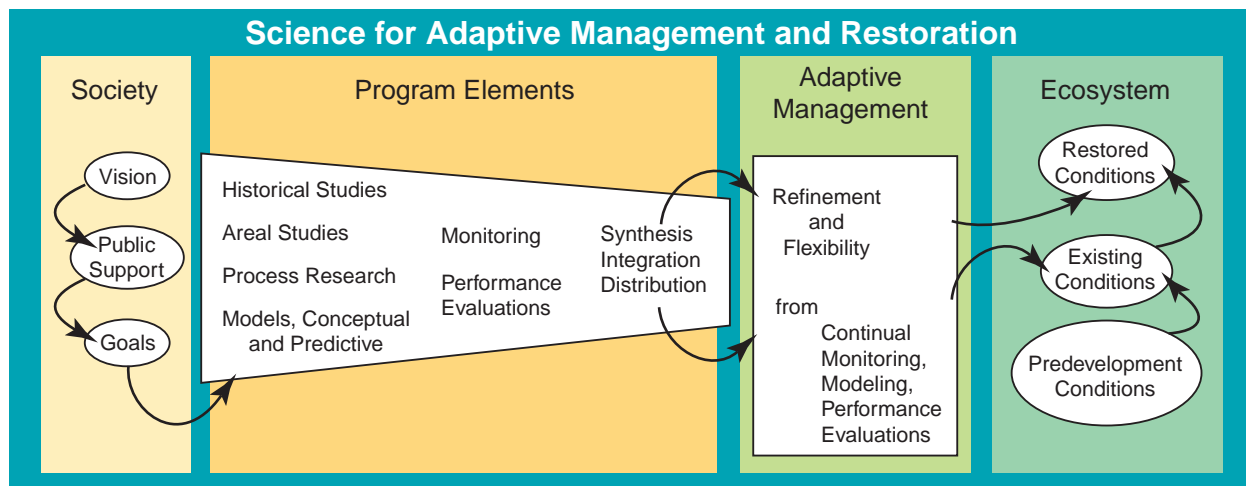 Science for Adaptive Management and Restoration
Society
Vision
Public
Support
Goals
Program Elements
Historical Studies
Areal Studies
Process Research
Models, Conceptual
and Predictive
Monitoring
Performance
Evaluations
Synthesis
Integration
Distribution
Adaptive
Management
Refinement
and
Flexibility
from
Continual
Monitoring,
Modeling,
Performance
Evaluations
Ecosystem
Restored
Conditions
Existing
Conditions
Predevelopment
Conditions